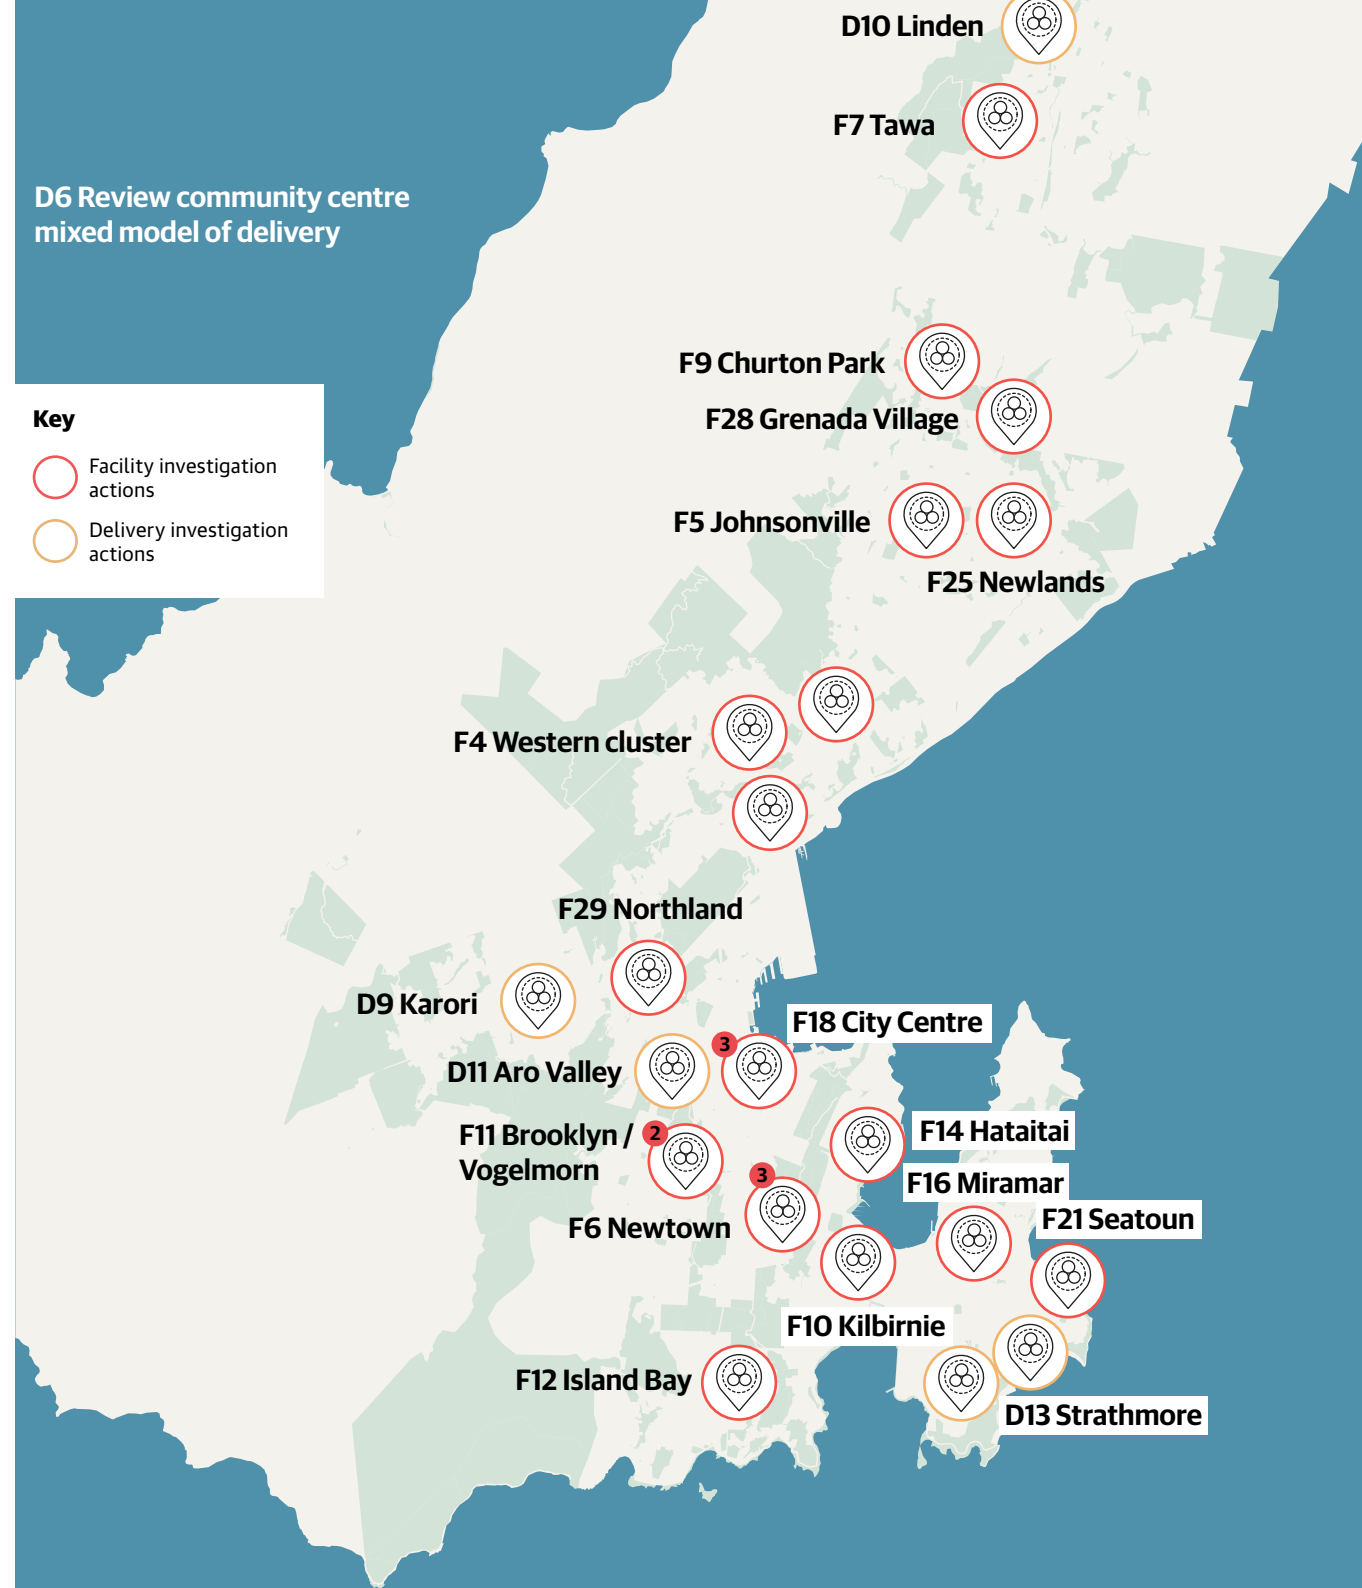 D10 Linden
F7 Tawa
D6 Review community centre
mixed model of delivery
F9 Churton Park
F28 Grenada Village
Key
Facility investigation
actions
Delivery investigation
actions
F5 Johnsonville
F25 Newlands
F4 Western cluster
F29 Northland
D9 Karori
F18 City Centre
3
D11 Aro Valley
F14 Hataitai
F11 Brooklyn /
Vogelmorn
2
F16 Miramar
3
F6 Newtown
F21 Seatoun
F10 Kilbirnie
F12 Island Bay
D13 Strathmore